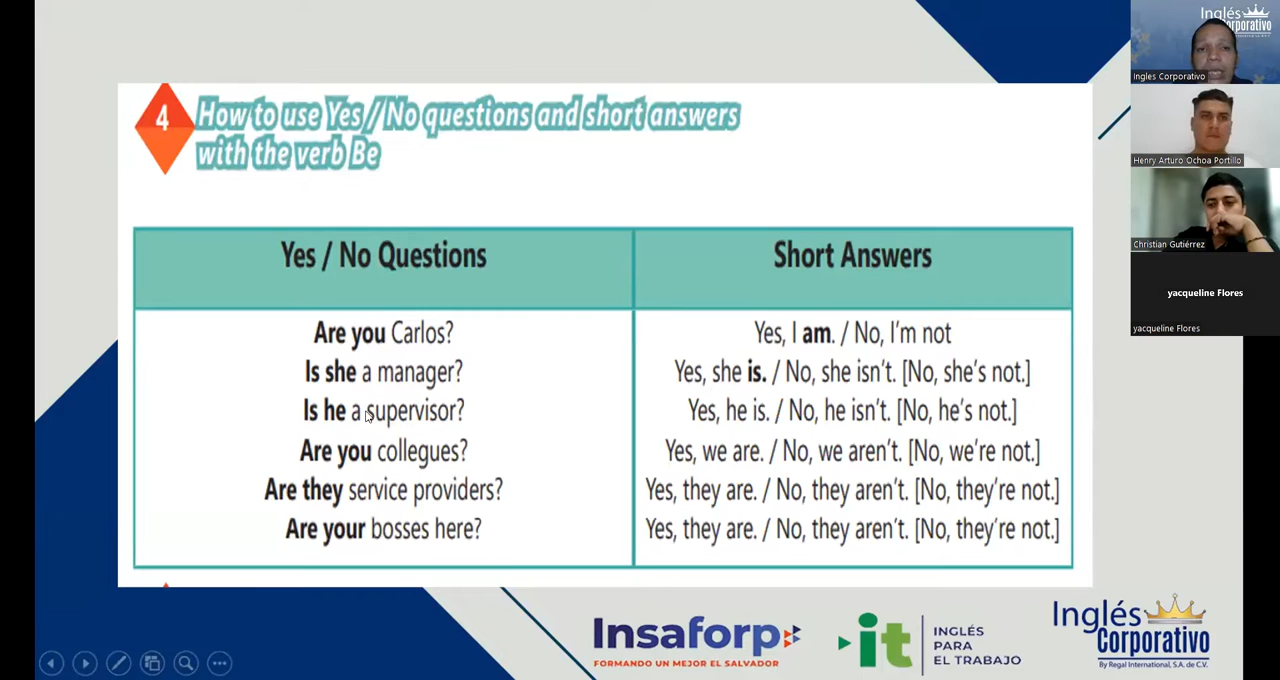 4
How to use Yes / No questions and short answers
with the verb Be
Yes / No Questions
Short Answers
Are you Carlos?
Yes, I am. / No, I'm not
Is she a manager?
Yes, she is. / No, she isn't. [No, she's not.]
Is he a supervisor?
Yes, he is. / No, he isn't. [No, he's not.]
Are you collegues?
Yes, we are. / No, we aren't. [No, we're not.]
Are they service providers?
Yes, they are. / No, they aren't. [No, they're not.]
Are your bosses here?
Yes, they are. / No, they aren't. [No, they're not.]
Insaforp
FORMANDO UN MEJOR EL SALVADOR
it
INGLÉS
PARA
EL TRABAJO
Inglés
Corporativo
By Regal International, S.A. de C.V.
Inglés
Ingles Corporativo
Henry Arturo Ochoa Portillo
Christian Gutiérrez
yacqueline Flores
yacqueline Flores